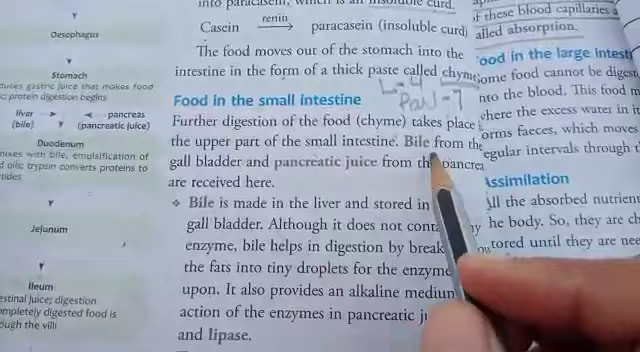 Oesophagus
Stomach
duces gastric juice that makes food
protein digestion begins
liver
(bile)
pancreas
(pancreatic juice)
Duodenum
mixes with bile, emulsification of
oils; trypsin converts proteins to
tides
Jejunum
Ileum
estinal juice; digestion
ompletely digested food is
ough the villi
into paracasein, which is an insoluble curd.
Casein renin → paracasein (insoluble curd)
The food moves out of the stomach into the
intestine in the form of a thick paste called chyme
Part - 7
Food in the small intestine
Further digestion of the food (chyme) takes place
the upper part of the small intestine. Bile from the
gall bladder and pancreatic juice from the pancrea
are received here.
❖ Bile is made in the liver and stored in
gall bladder. Although it does not conta
enzyme, bile helps in digestion by break
the fats into tiny droplets for the enzyme
upon. It also provides an alkaline medium
action of the enzymes in pancreatic j
and lipase.
f these blood capillaries
alled absorption.
ood in the large intest
ome food cannot be digest
nto the blood. This food m
where the excess water in it
orms faeces, which moves
egular intervals through t
Assimilation
All the absorbed nutrient
he body. So, they are ch
tored until they are nee